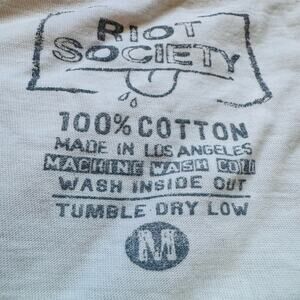 RIOT
SOCIETY
100% COTTON
MADE IN LOS ANGELES
MACHINE WASH COLD
WASH INSIDE OUT
TUMBLE DRY LOW
M